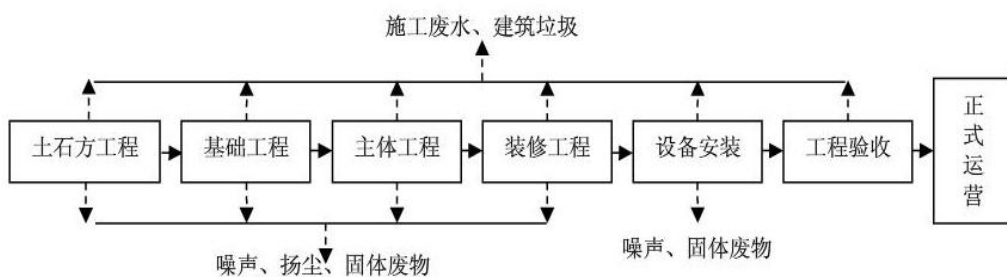 施工废水、建筑垃圾
土石方工程
基础工程
主体工程
装修工程
设备安装
工程验收
正式运营
噪声、扬尘、固体废物
噪声、固体废物